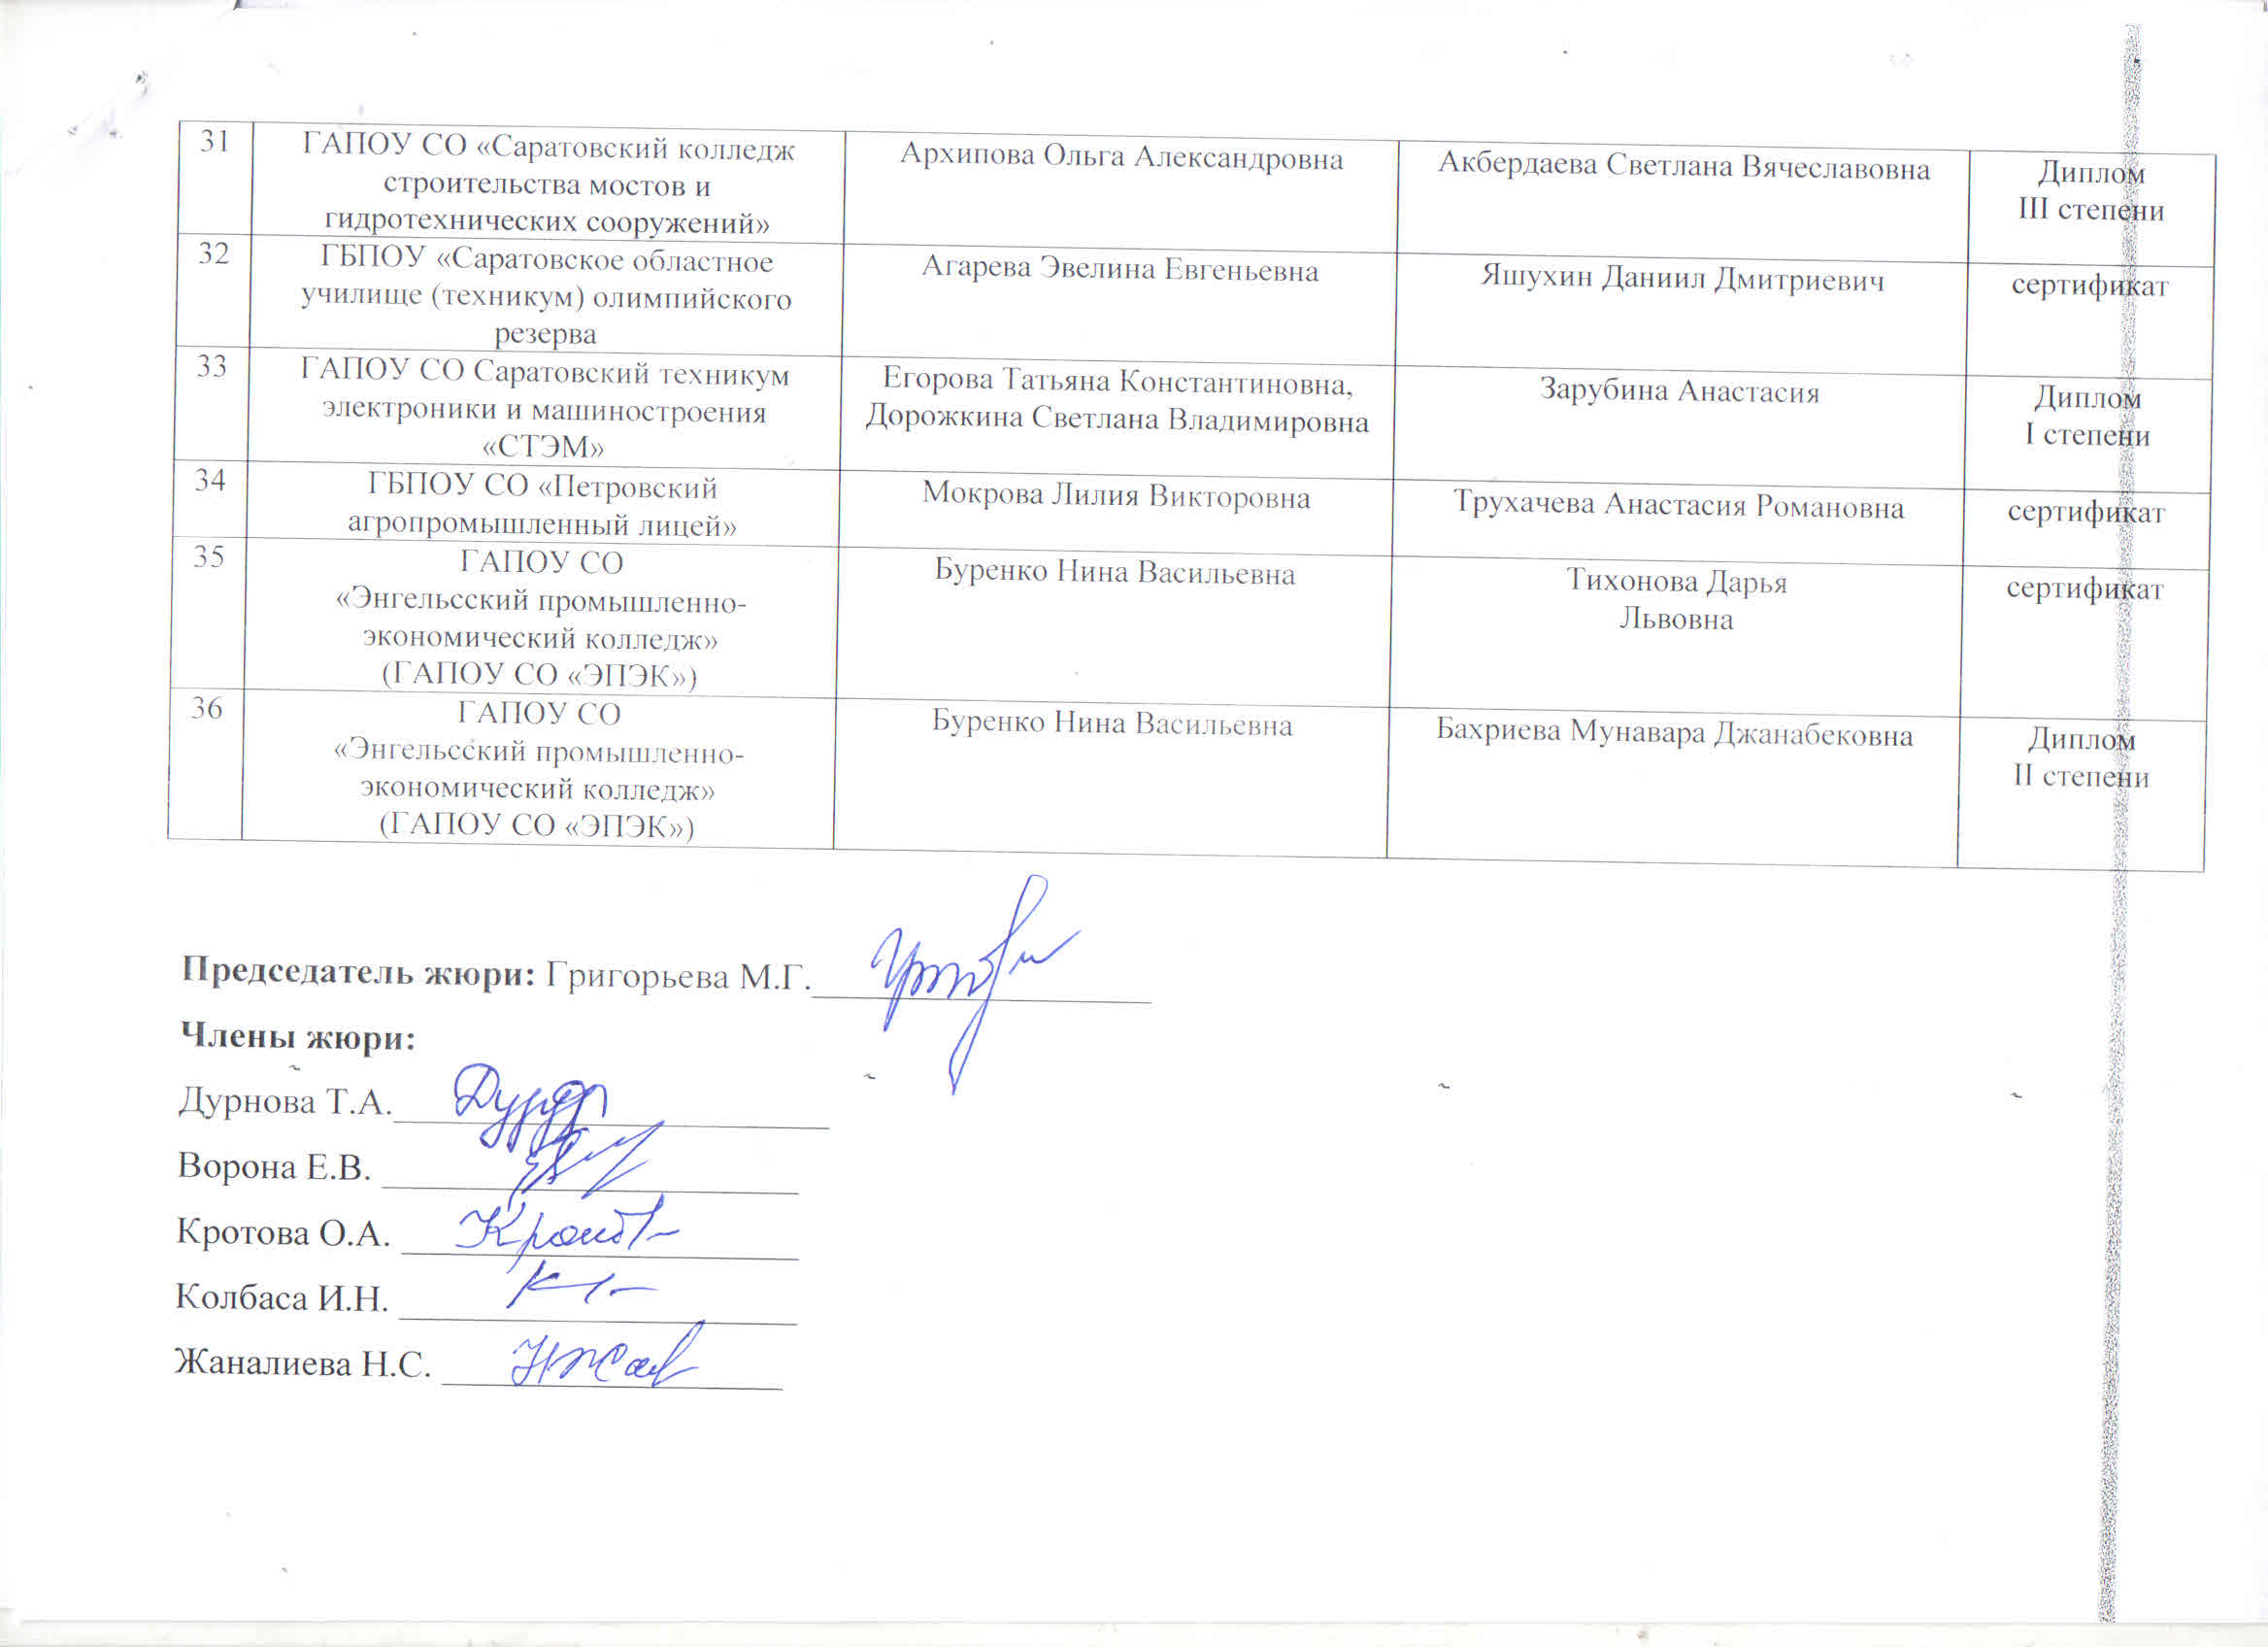 31
ГАПОУ СО «Саратовский колледж
строительства мостов и
гидротехнических сооружений»
Архипова Ольга Александровна
Акбердаева Светлана Вячеславовна
Диплом
III степени
32
ГБПОУ «Саратовское областное
училище (техникум) олимпийского
резерва
Агарева Эвелина Евгеньевна
Яшухин Даниил Дмитриевич
сертификат
33
ГАПОУ СО Саратовский техникум
электроники и машиностроения
«СТЭМ»
Егорова Татьяна Константиновна,
Дорожкина Светлана Владимировна
Зарубина Анастасия
Диплом
I степени
34
ГБПОУ СО «Петровский
агропромышленный лицей»
Мокрова Лилия Викторовна
Трухачева Анастасия Романовна
сертификат
35
ГАПОУ СО
«Энгельсский промышленно-
экономический колледж»
(ГАПОУ СО «ЭПЭК»)
Буренко Нина Васильевна
Тихонова Дарья
Львовна
сертификат
36
ГАПОУ СО
«Энгельсский промышленно-
экономический колледж»
(ГАПОУ СО «ЭПЭК»)
Буренко Нина Васильевна
Бахриева Мунавара Джанабековна
Диплом
II степени
Председатель жюри: Григорьева М.Г.
Члены жюри:
Дурнова Т.А.
Ворона Е.В.
Кротова О.А.
Колбаса И.Н.
Жаналиева Н.С.